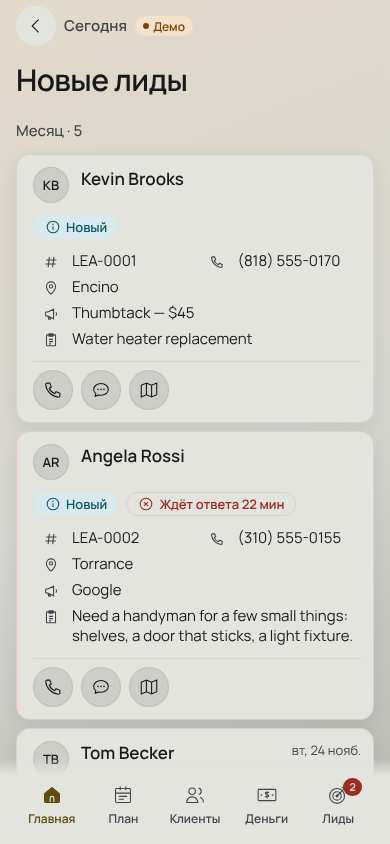 Сегодня
Демо
Новые лиды
Месяц · 5
KB
Kevin Brooks
Новый
LEA-0001
(818) 555-0170
Encino
Thumbtack — $45
Water heater replacement
AR
Angela Rossi
Новый
Ждёт ответа 22 мин
LEA-0002
(310) 555-0155
Torrance
Google
Need a handyman for a few small things:
shelves, a door that sticks, a light fixture.
TB
Tom Becker
вт, 24 нояб.
2
Главная
План
Клиенты
Деньги
Лиды